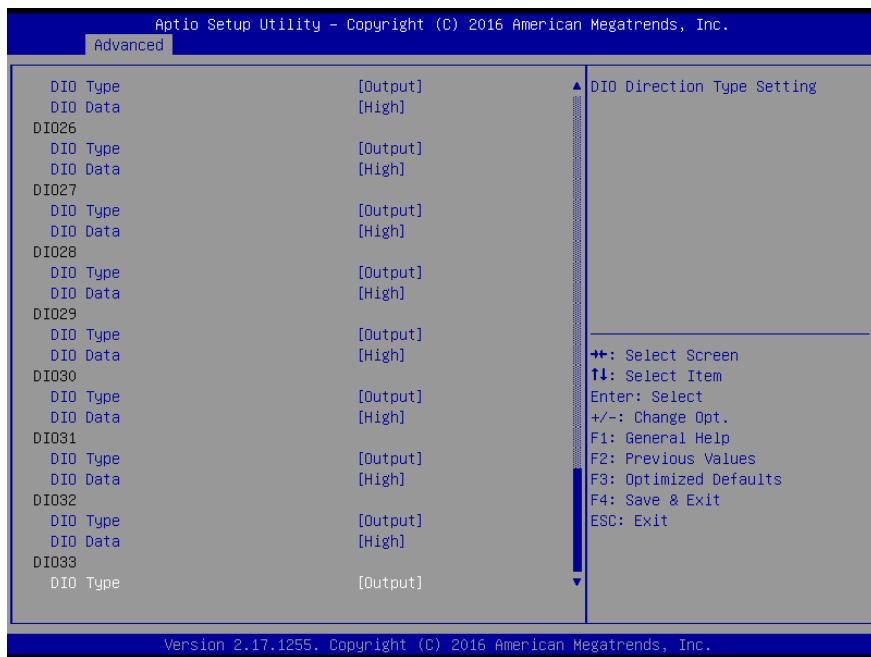 Aptio Setup Utility – Copyright (C) 2016 American Megatrends, Inc.
Advanced
DIO Type [Output]
DIO Data [High]
DIO26
DIO Type [Output]
DIO Data [High]
DIO27
DIO Type [Output]
DIO Data [High]
DIO28
DIO Type [Output]
DIO Data [High]
DIO29
DIO Type [Output]
DIO Data [High]
DIO30
DIO Type [Output]
DIO Data [High]
DIO31
DIO Type [Output]
DIO Data [High]
DIO32
DIO Type [Output]
DIO Data [High]
DIO33
DIO Type [Output]
DIO Direction Type Setting
→←: Select Screen
↑↓: Select Item
Enter: Select
+/-: Change Opt.
F1: General Help
F2: Previous Values
F3: Optimized Defaults
F4: Save & Exit
ESC: Exit
Version 2.17.1255. Copyright (C) 2016 American Megatrends, Inc.